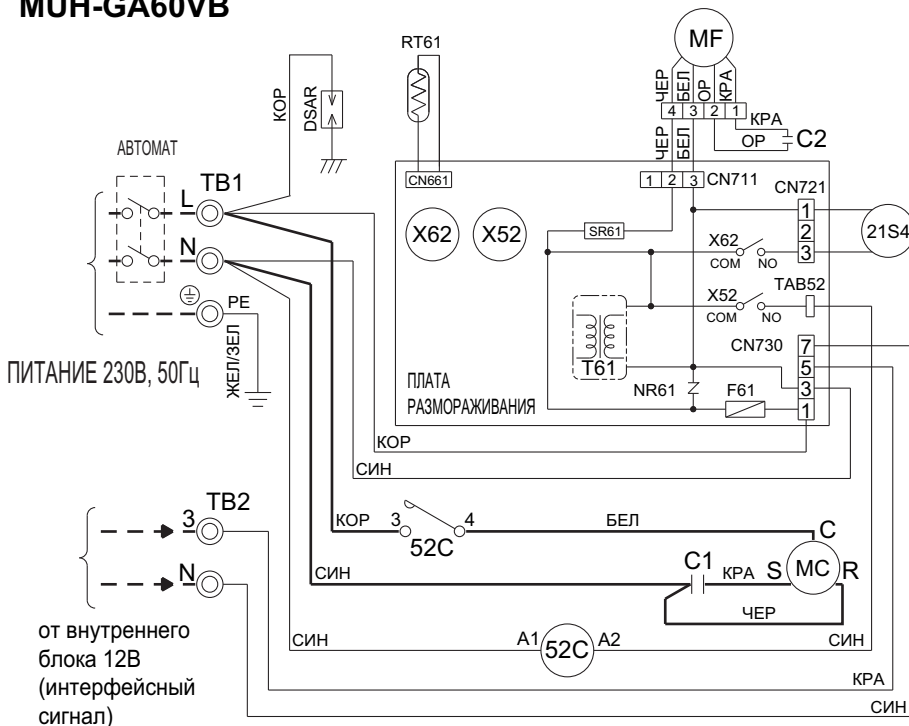 MUH-GA60VB
RT61
MF
КОР
DSAR
ЧЕР
БЕЛ
ОР
КРА
4 3 2 1
КРА
ОР
C2
ЧЕР
БЕЛ
АВТОМАТ
TB1
L
N
PE
ЖЕЛ/ЗЕЛ
ПИТАНИЕ 230В, 50Гц
CN661
1 2 3
CN711
CN721
X62
X52
SR61
1
2
3
21S4
X62
COM
NO
X52
COM
NO
TAB52
CN730
T61
7
5
3
1
NR61
F61
ПЛАТА
РАЗМОРАЖИВАНИЯ
КОР
СИН
TB2
3
N
КОР
3
4
52C
БЕЛ
C
СИН
C1
КРА
S
MC
R
ЧЕР
СИН
A1
52C
A2
СИН
КРА
СИН
от внутреннего
блока 12В
(интерфейсный
сигнал)